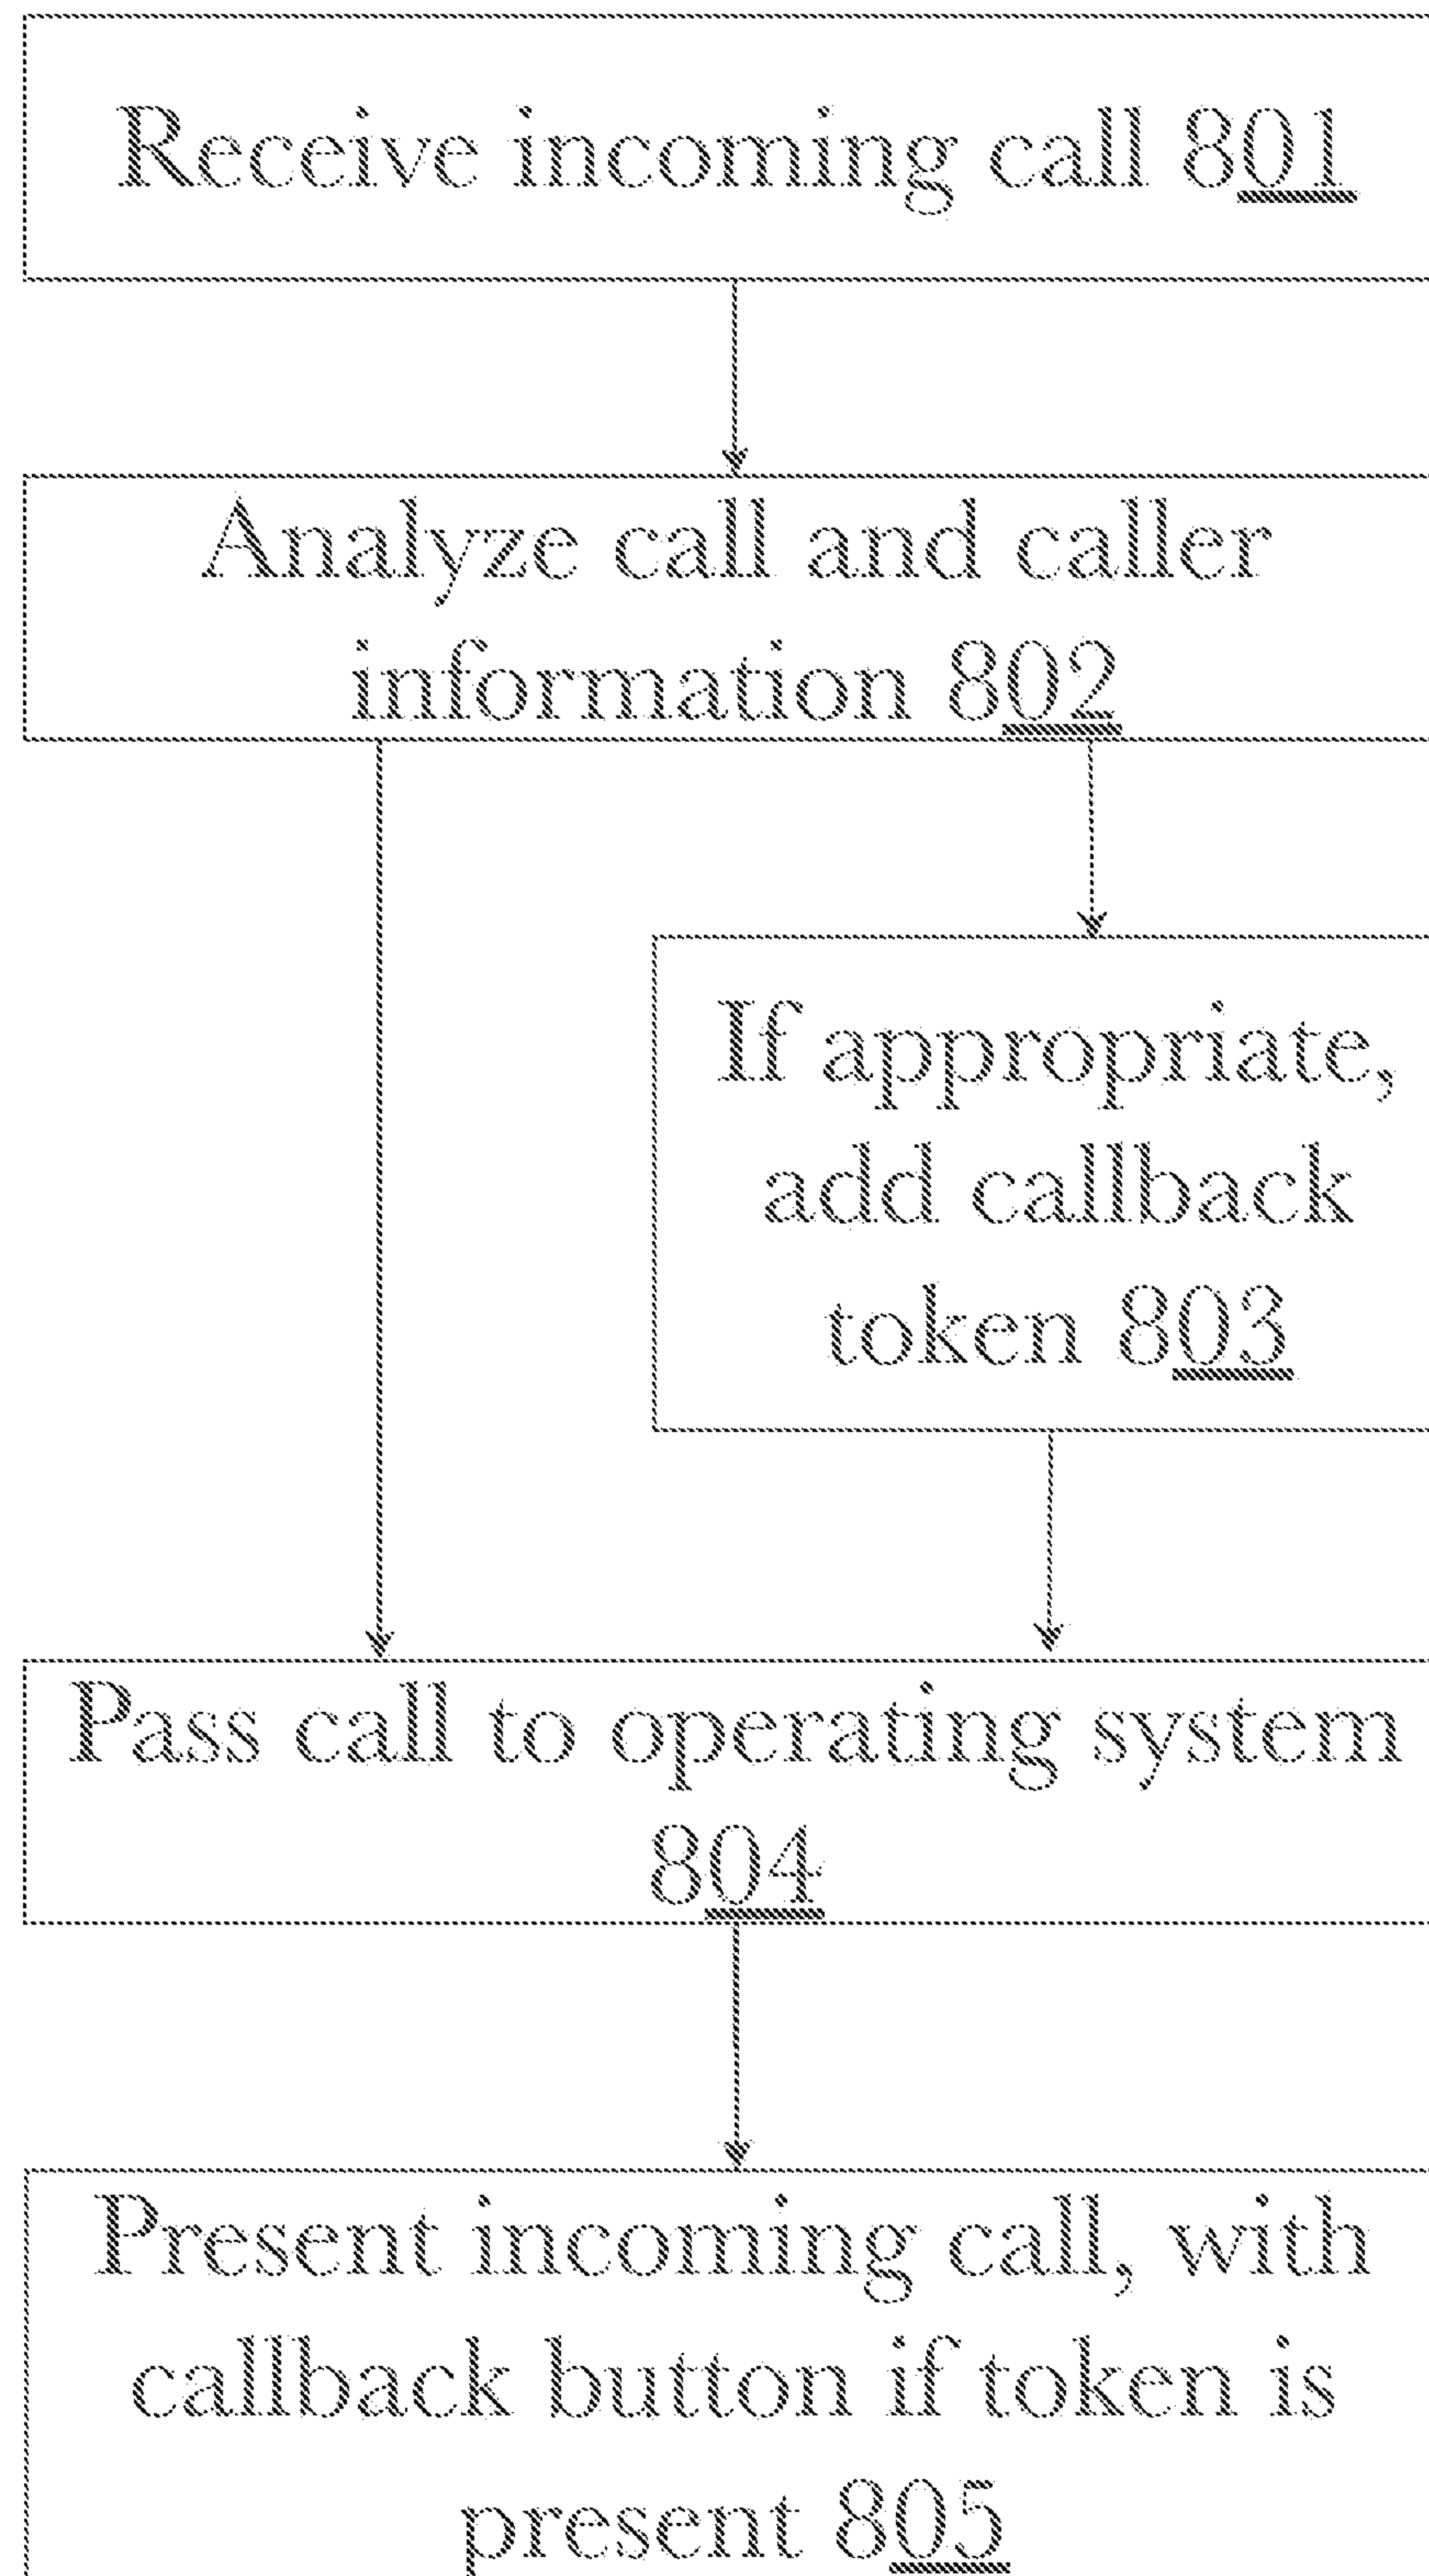 Receive incoming call 801
Analyze call and caller
information 802
If appropriate,
add callback
token 803
Pass call to operating system
804
Present incoming call, with
callback button if token is
present 805